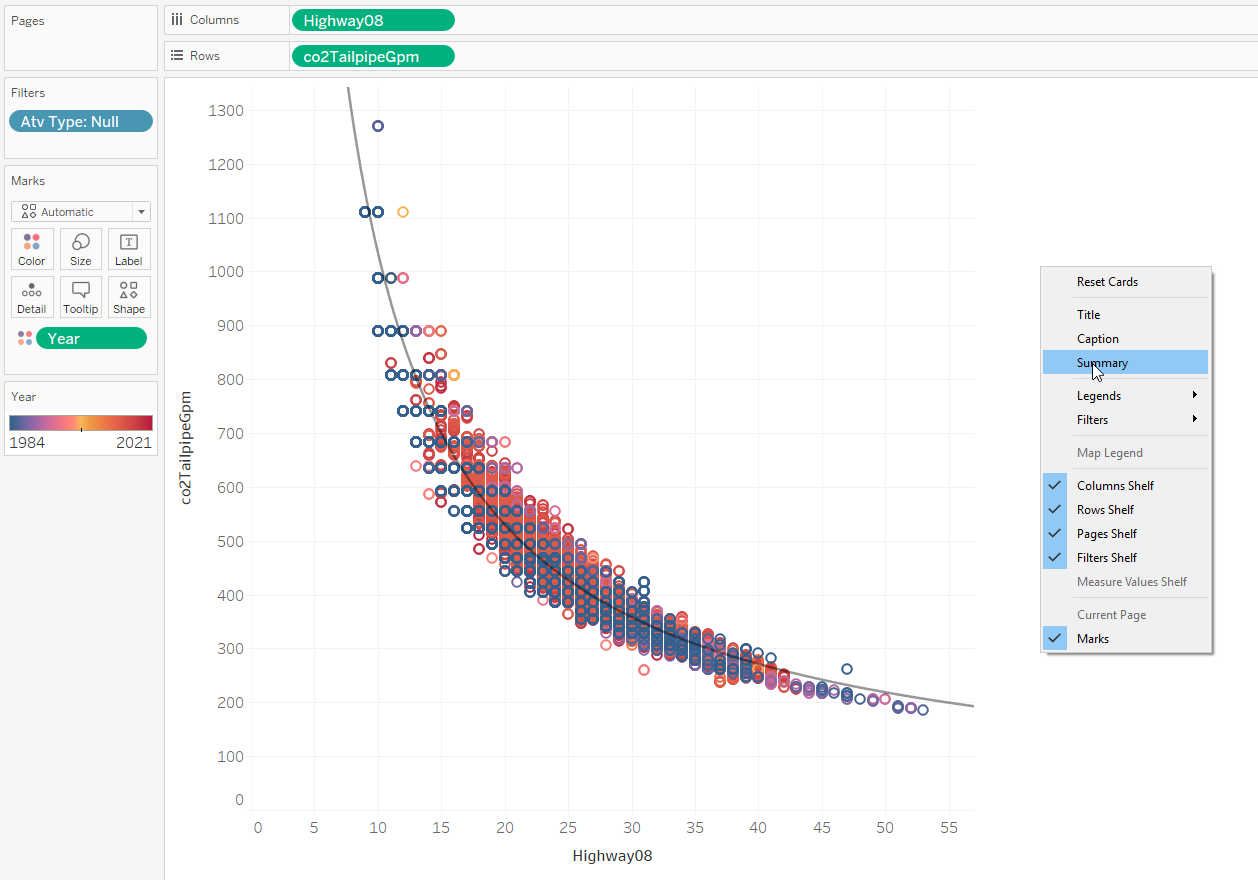 Pages
Columns
Highway08
Rows
co2TailpipeGpm
Filters
Atv Type: Null
Marks
Automatic
Color
Size
Label
T
Detail
Tooltip
Shape
Year
Year
1984
2021
1300
1200
1100
1000
900
800
700
600
500
400
300
200
100
0
co2TailpipeGpm
0
5
10
15
20
25
30
35
40
45
50
55
Highway08
Reset Cards
Title
Caption
Summary
Legends
Filters
Map Legend
Columns Shelf
Rows Shelf
Pages Shelf
Filters Shelf
Measure Values Shelf
Current Page
Marks